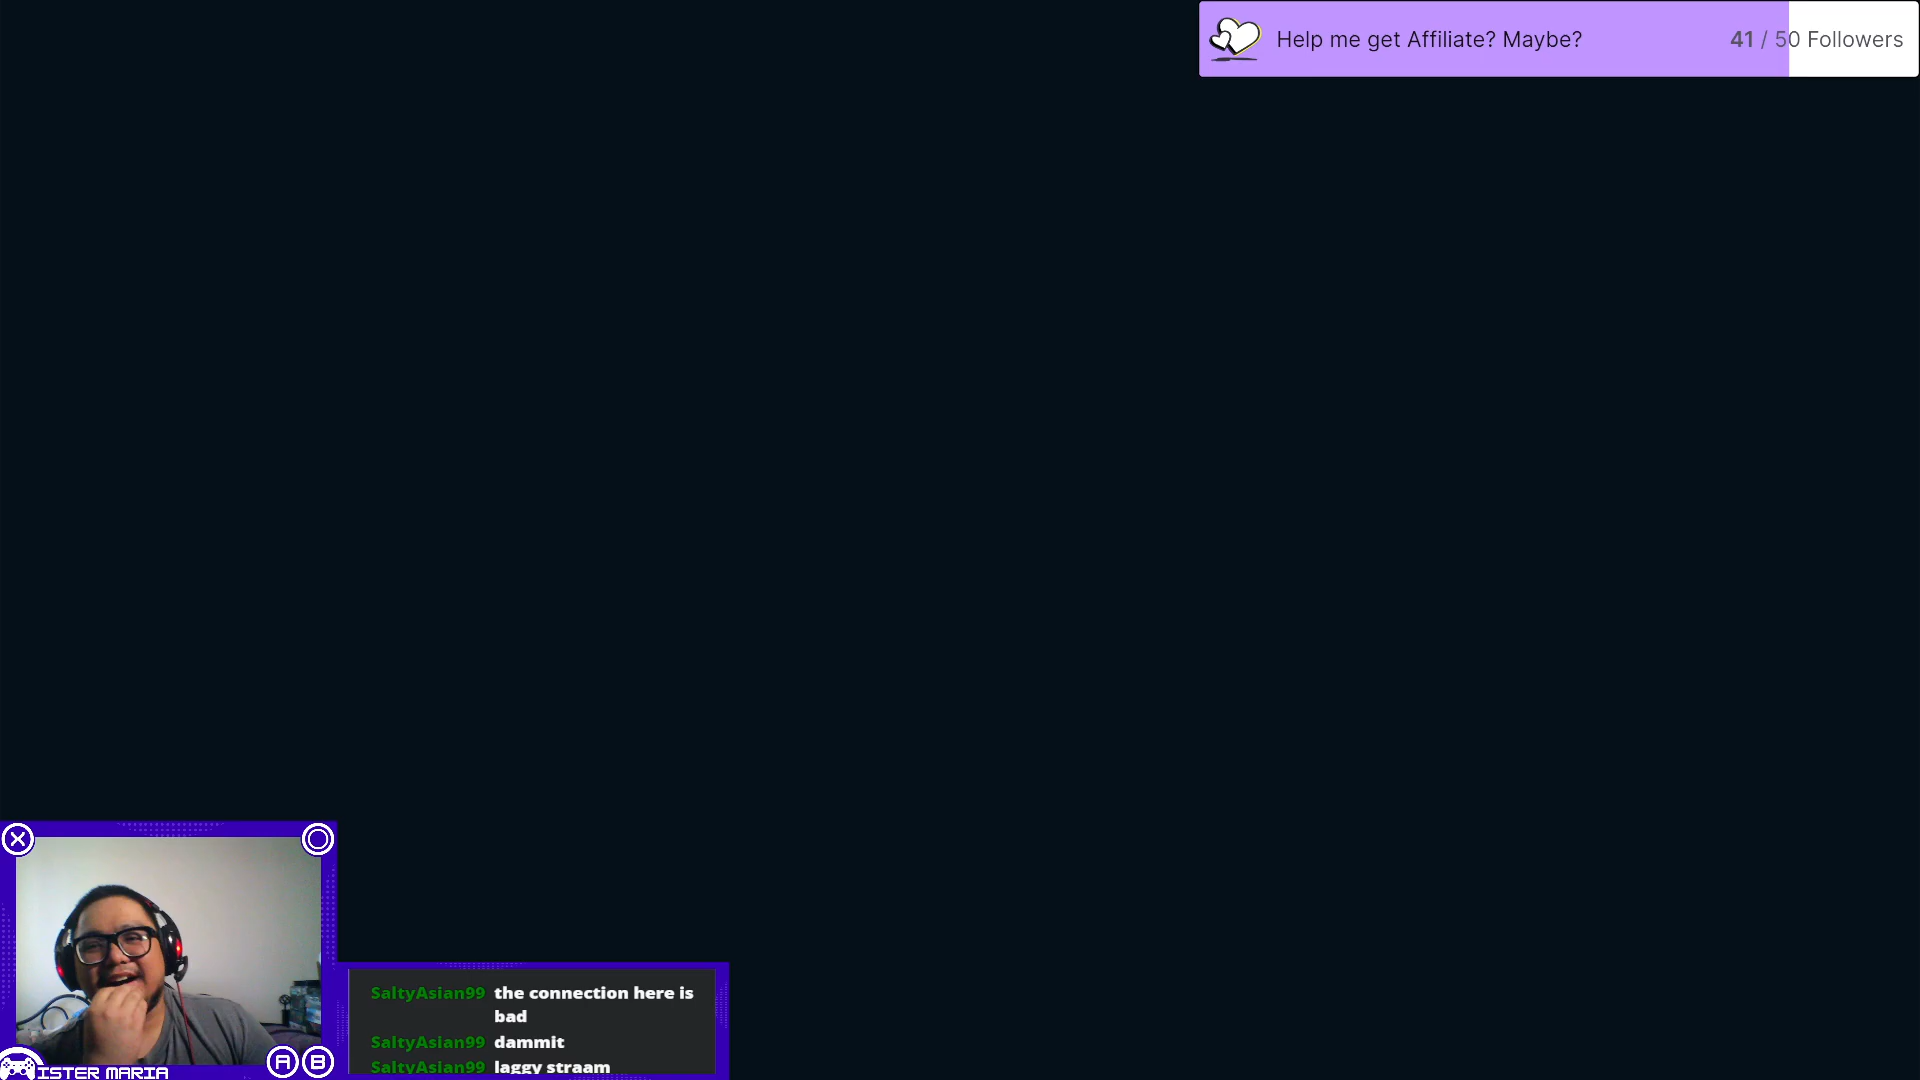 Help me get Affiliate? Maybe? 41 / 50 Followers
SaltyAsian99 the connection here is
bad
SaltyAsian99 dammit
SaltyAsian99 laggy straam
A B
ISTER MARIA